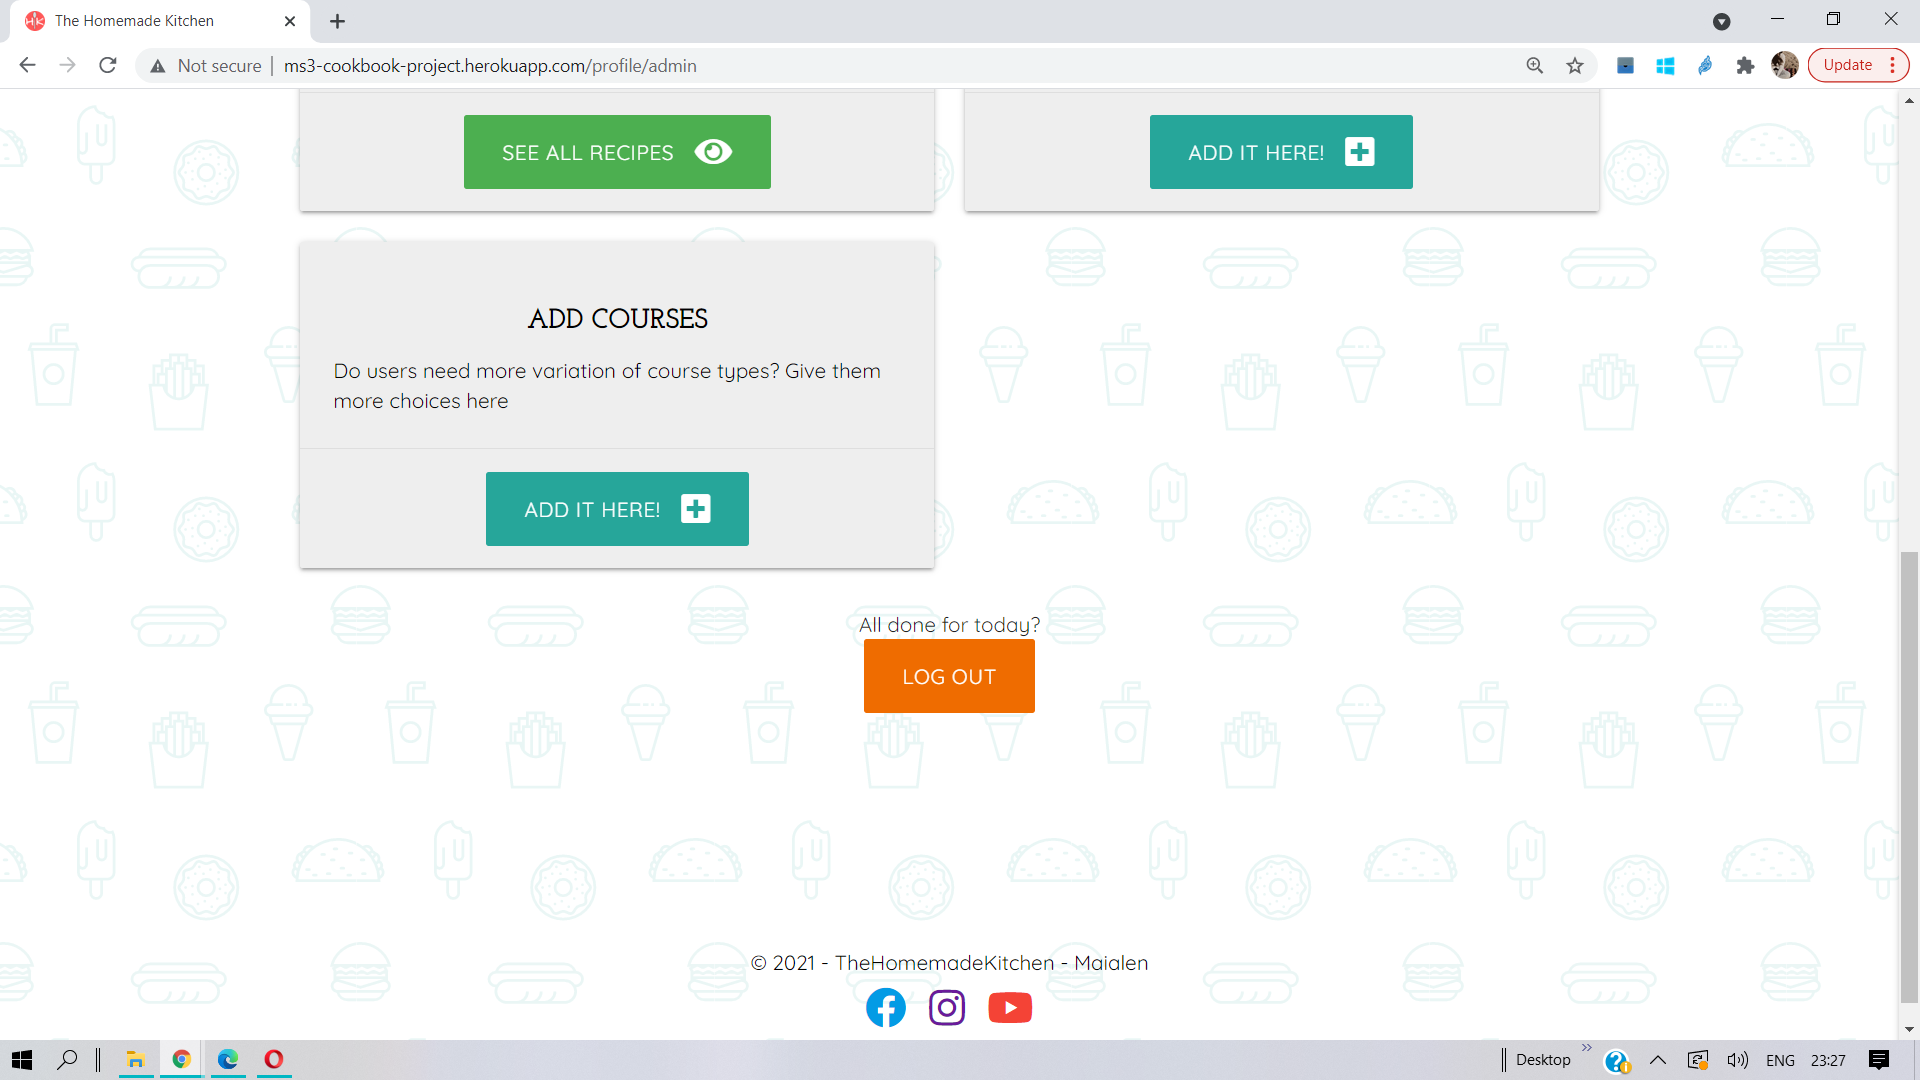 The Homemade Kitchen
Not secure
ms3-cookbook-project.herokuapp.com/profile/admin
Update
SEE ALL RECIPES
ADD IT HERE!
ADD COURSES
Do users need more variation of course types? Give them
more choices here
ADD IT HERE!
All done for today?
LOG OUT
© 2021 - TheHomemadeKitchen - Maialen
Desktop
ENG
23:27